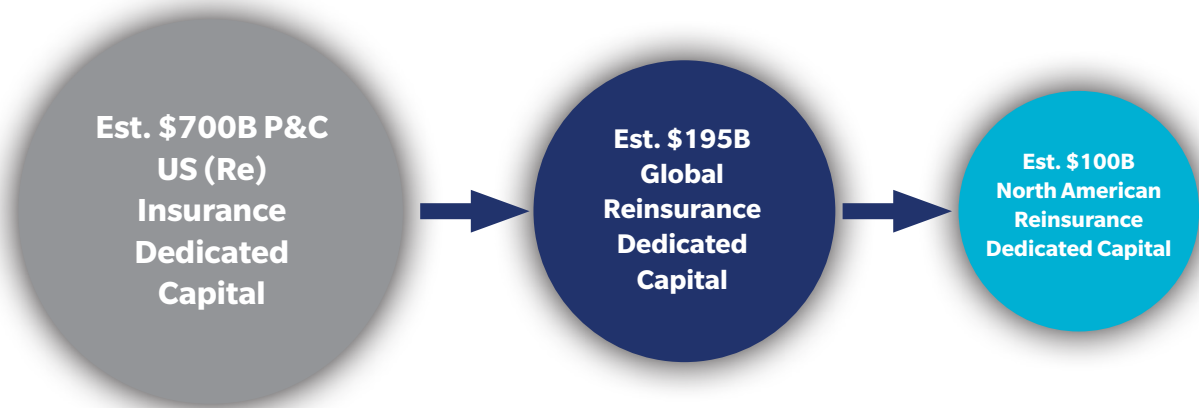 Est. $700B P&C
US (Re)
Insurance
Dedicated
Capital
Est. $195B
Global
Reinsurance
Dedicated
Capital
Est. $100B
North American
Reinsurance
Dedicated Capital